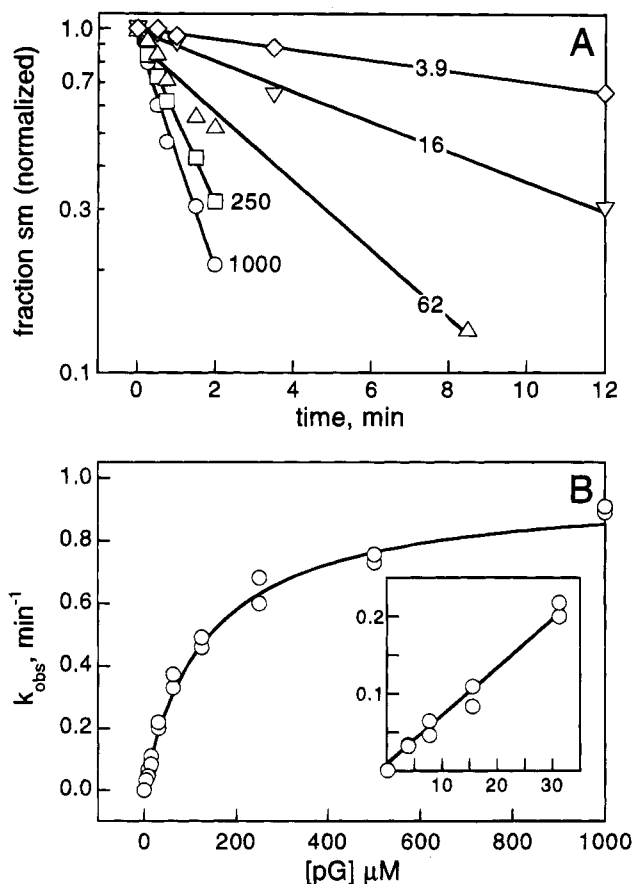 A
1.0
0.7
0.3
0.1
fraction sm (normalized)
3.9
16
250
62
1000
0 2 4 6 8 10 12
time, min
B
1.0
0.8
0.6
0.4
0.2
0.0
k_obs, min⁻¹
0.2
0.1
10 20 30
0 200 400 600 800 1000
[pG] μM